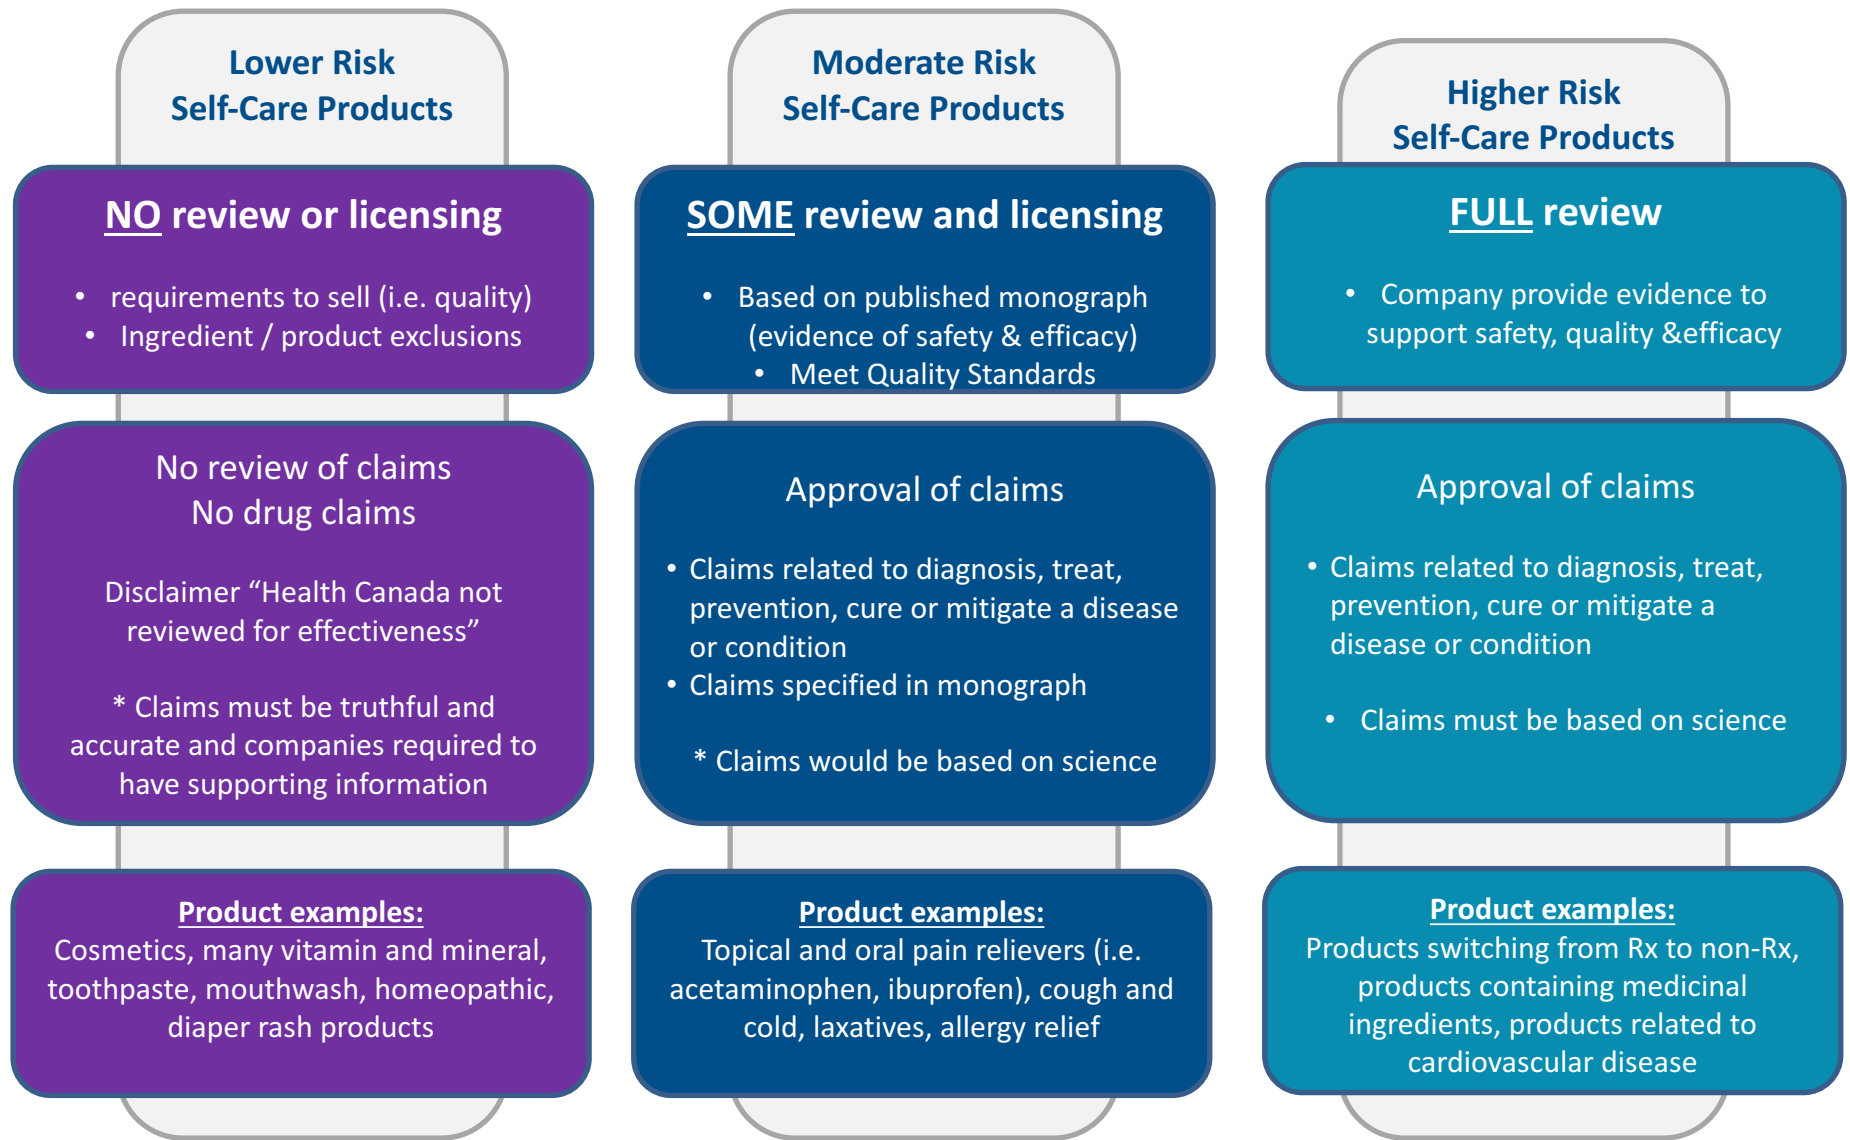 Lower Risk
Self-Care Products
NO review or licensing
• requirements to sell (i.e. quality)
• Ingredient / product exclusions
No review of claims
No drug claims
Disclaimer “Health Canada not
reviewed for effectiveness”
* Claims must be truthful and
accurate and companies required to
have supporting information
Product examples:
Cosmetics, many vitamin and mineral,
toothpaste, mouthwash, homeopathic,
diaper rash products
Moderate Risk
Self-Care Products
SOME review and licensing
• Based on published monograph
(evidence of safety & efficacy)
• Meet Quality Standards
Approval of claims
• Claims related to diagnosis, treat,
prevention, cure or mitigate a disease
or condition
• Claims specified in monograph
* Claims would be based on science
Product examples:
Topical and oral pain relievers (i.e.
acetaminophen, ibuprofen), cough and
cold, laxatives, allergy relief
Higher Risk
Self-Care Products
FULL review
• Company provide evidence to
support safety, quality &efficacy
Approval of claims
• Claims related to diagnosis, treat,
prevention, cure or mitigate a
disease or condition
• Claims must be based on science
Product examples:
Products switching from Rx to non-Rx,
products containing medicinal
ingredients, products related to
cardiovascular disease